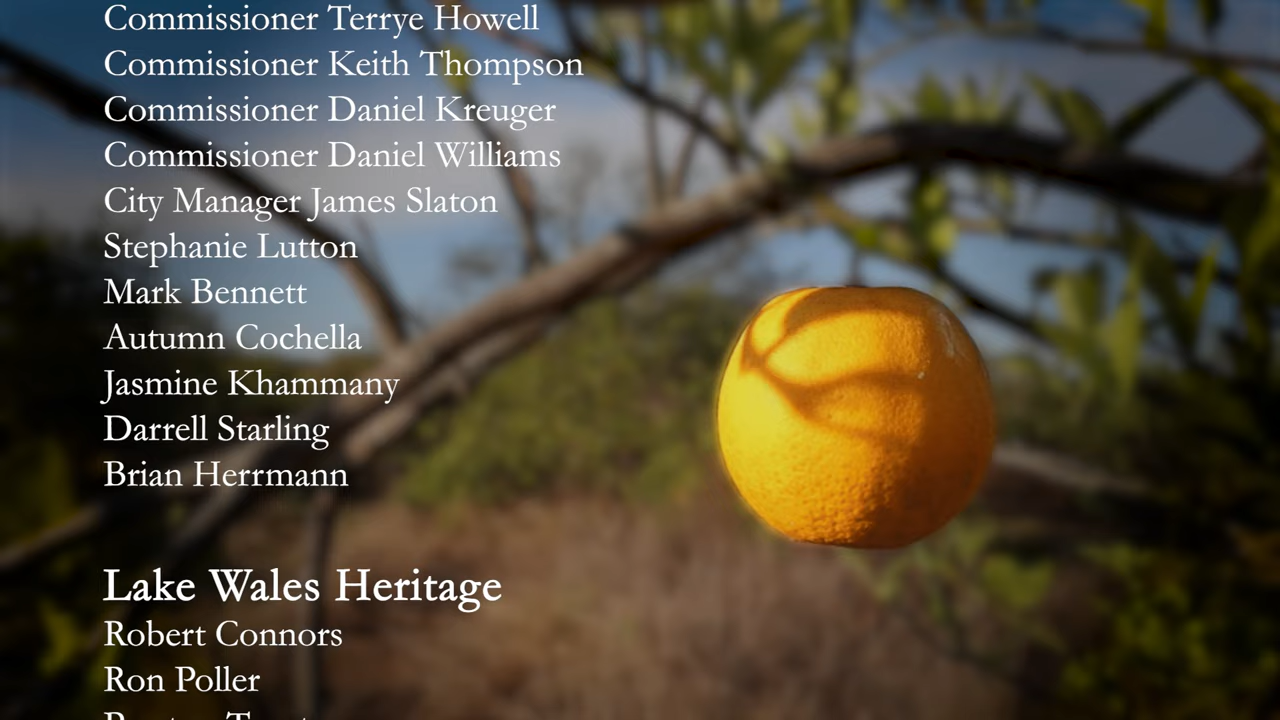 Commissioner Terrye Howell
Commissioner Keith Thompson
Commissioner Daniel Kreuger
Commissioner Daniel Williams
City Manager James Slaton
Stephanie Lutton
Mark Bennett
Autumn Cochella
Jasmine Khammany
Darrell Starling
Brian Herrmann
Lake Wales Heritage
Robert Connors
Ron Poller